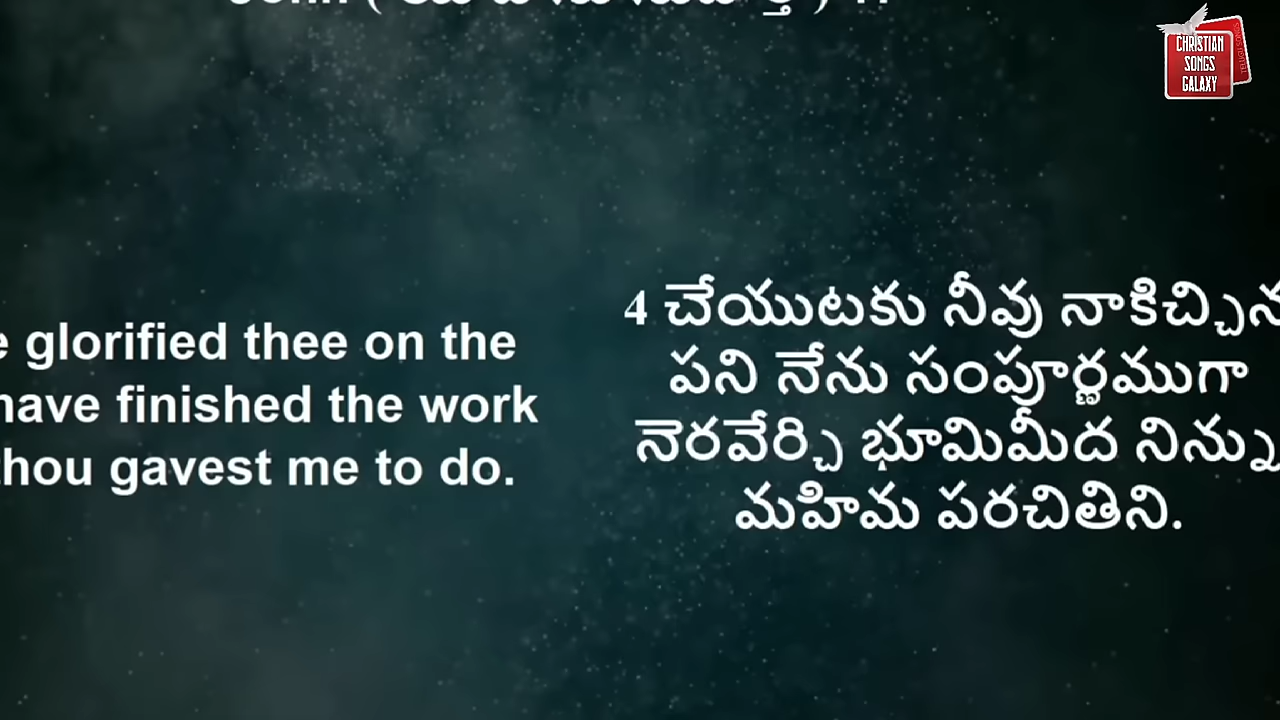 CHRISTIAN
SONGS
GALAXY
glorified thee on the
have finished the work
thou gavest me to do.
4 చేయుటకు నీవు నాకిచ్చిన
పని నేను సంపూర్ణముగా
నెరవేర్చి భూమిమీద నిన్ను
మహిమ పరచితిని.